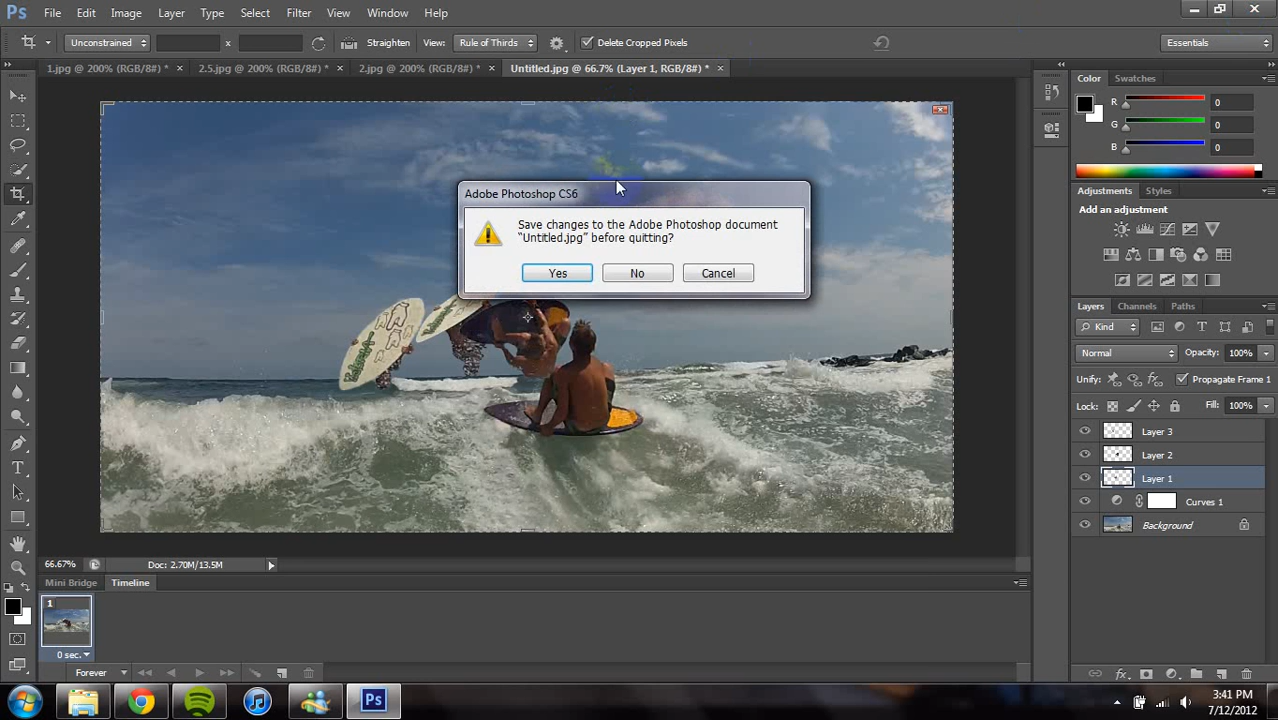 Ps File Edit Image Layer Type Select Filter View Window Help
Unconstrained x Straighten View: Rule of Thirds Delete Cropped Pixels Essentials
1.jpg @ 200% (RGB/8#) * × 2.5.jpg @ 200% (RGB/8#) * × 2.jpg @ 200% (RGB/8#) * × Untitled.jpg @ 66.7% (Layer 1, RGB/8#) * ×
Color Swatches
R 0
G 0
B 0
Adjustments Styles
Add an adjustment
Adobe Photoshop CS6
Save changes to the Adobe Photoshop document
“Untitled.jpg” before quitting?
Yes No Cancel
Layers Channels Paths
Kind
Normal Opacity: 100%
Unify: Propagate Frame 1
Lock: Fill: 100%
Layer 3
Layer 2
Layer 1
Curves 1
Background
66.67% Doc: 2.70M/13.5M
Mini Bridge Timeline
1
0 sec.
Forever
Ps
3:41 PM
7/12/2012